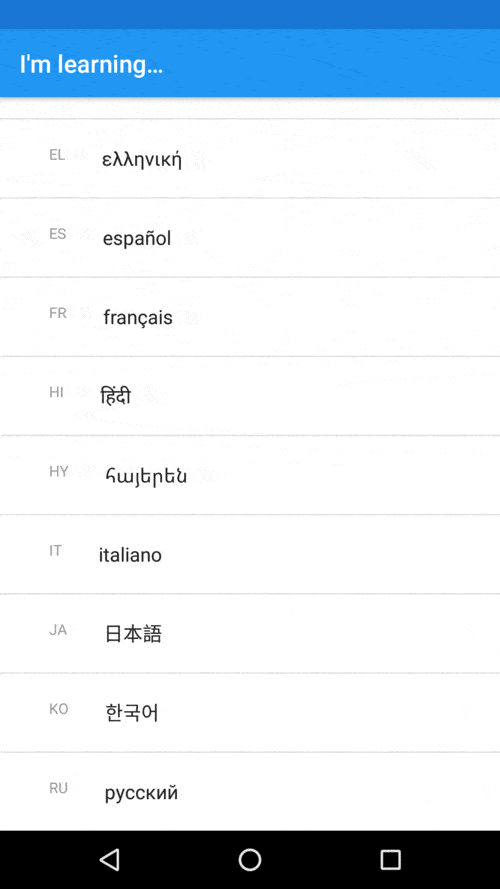 I'm learning...
EL ελληνική
ES español
FR français
HI हिंदी
HY հայերեն
IT italiano
JA 日本語
KO 한국어
RU русский